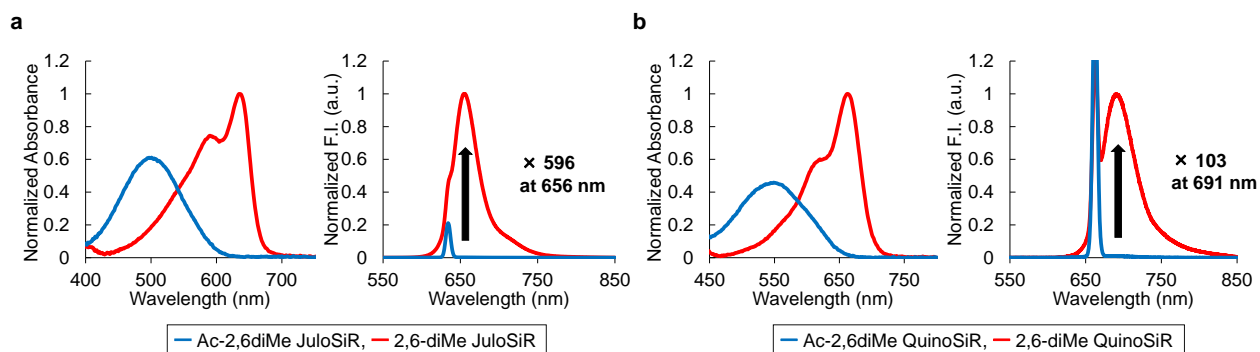 a
Normalized Absorbance
1.2
1
0.8
0.6
0.4
0.2
0
400 500 600 700
Wavelength (nm)
Normalized F.I. (a.u.)
1.2
1
0.8
0.6
0.4
0.2
0
550 650 750 850
Wavelength (nm)
× 596
at 656 nm
Ac-2,6diMe JuloSiR, 2,6-diMe JuloSiR
b
Normalized Absorbance
1.2
1
0.8
0.6
0.4
0.2
0
450 550 650 750
Wavelength (nm)
Normalized F.I. (a.u.)
1.2
1
0.8
0.6
0.4
0.2
0
550 650 750 850
Wavelength (nm)
× 103
at 691 nm
Ac-2,6diMe QuinoSiR, 2,6-diMe QuinoSiR